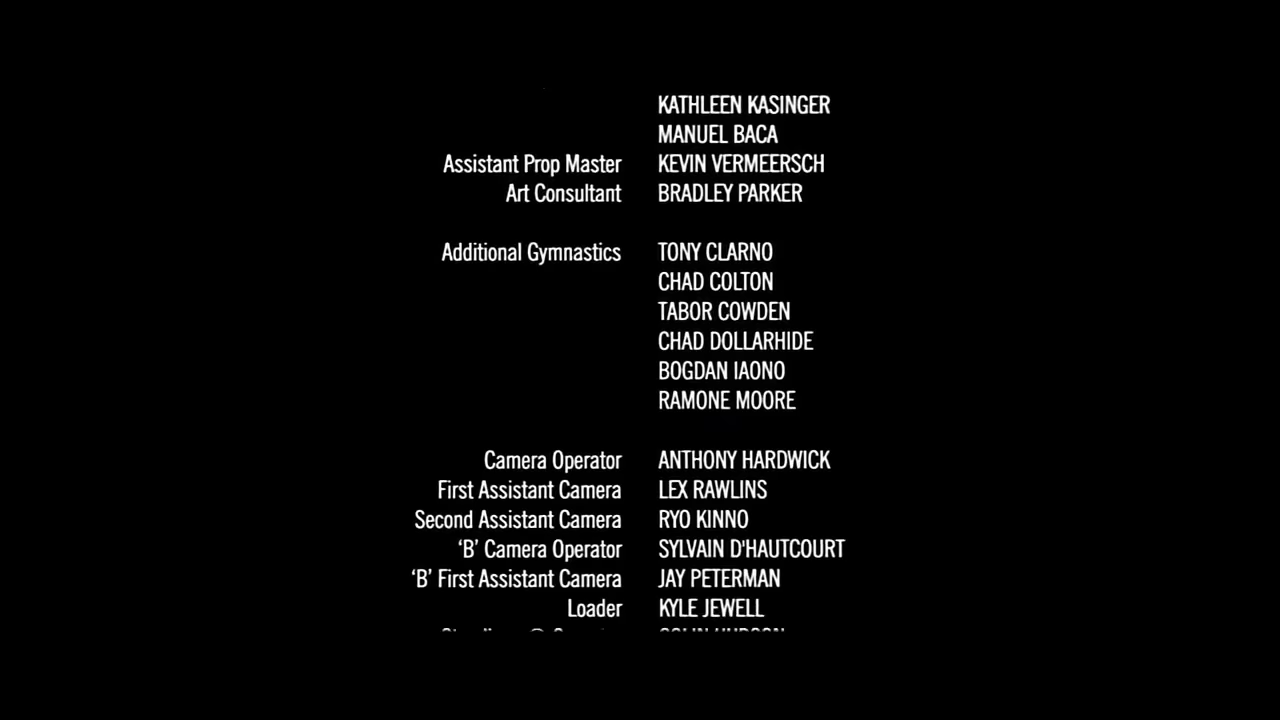 KATHLEEN KASINGER
MANUEL BACA
Assistant Prop Master KEVIN VERMEERSCH
Art Consultant BRADLEY PARKER
Additional Gymnastics TONY CLARNO
CHAD COLTON
TABOR COWDEN
CHAD DOLLARHIDE
BOGDAN IAONO
RAMONE MOORE
Camera Operator ANTHONY HARDWICK
First Assistant Camera LEX RAWLINS
Second Assistant Camera RYO KINNO
‘B’ Camera Operator SYLVAIN D'HAUTCOURT
‘B’ First Assistant Camera JAY PETERMAN
Loader KYLE JEWELL